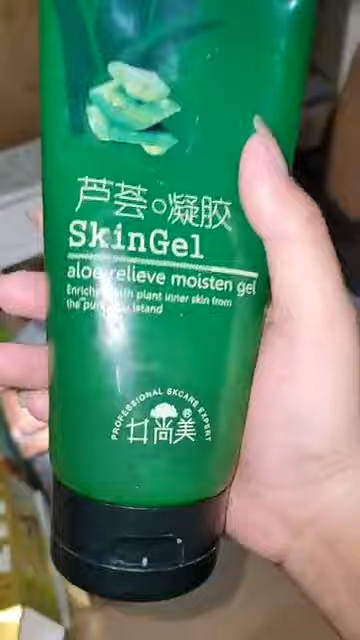 芦荟凝胶
SkinGel
aloe relieve moisten gel
Enriched with plant inner skin from
the pure island
PROFESSIONAL SKCARE EXPERT
尚美®